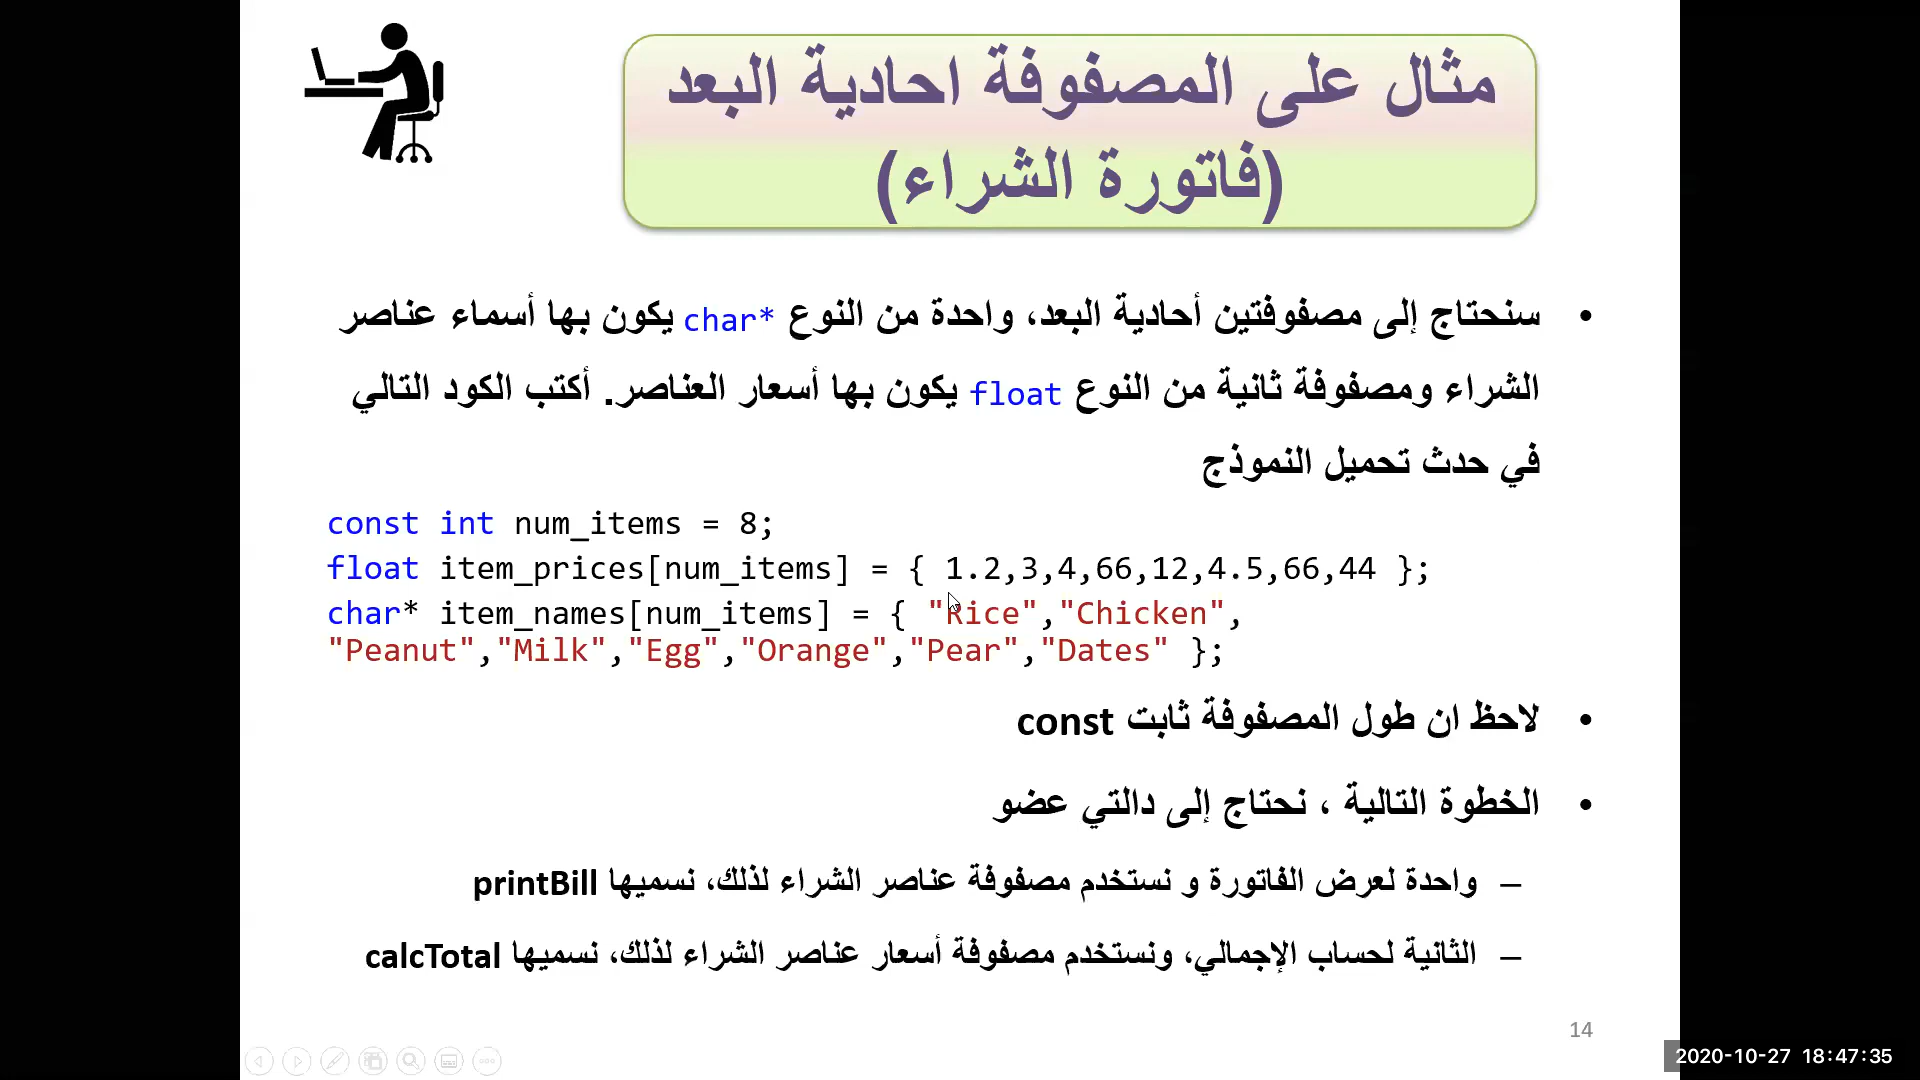 مثال على المصفوفة احادية البعد
(فاتورة الشراء)
• سنحتاج إلى مصفوفتين أحادية البعد، واحدة من النوع char* يكون بها أسماء عناصر
الشراء ومصفوفة ثانية من النوع float يكون بها أسعار العناصر. أكتب الكود التالي
في حدث تحميل النموذج
const int num_items = 8;
float item_prices[num_items] = { 1.2,3,4,66,12,4.5,66,44 };
char* item_names[num_items] = { "Rice","Chicken",
"Peanut","Milk","Egg","Orange","Pear","Dates" };
• لاحظ ان طول المصفوفة ثابت const
• الخطوة التالية ، نحتاج إلى دالتي عضو
– واحدة لعرض الفاتورة و نستخدم مصفوفة عناصر الشراء لذلك، نسميها printBill
– الثانية لحساب الإجمالي، ونستخدم مصفوفة أسعار عناصر الشراء لذلك، نسميها calcTotal
14
2020-10-27 18:47:35